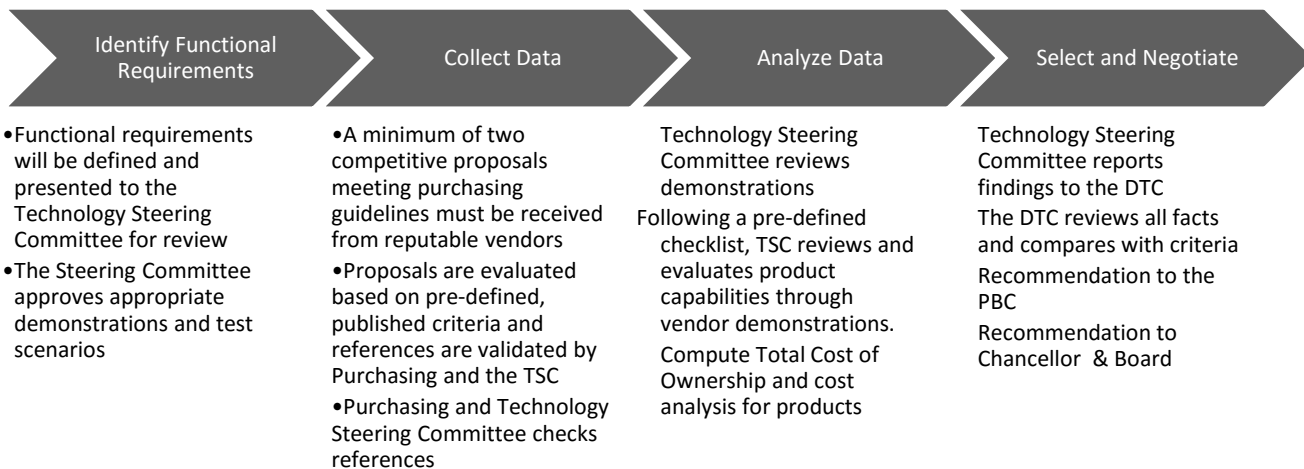 Identify Functional
Requirements
Collect Data
Analyze Data
Select and Negotiate
•Functional requirements
will be defined and
presented to the
Technology Steering
Committee for review
•The Steering Committee
approves appropriate
demonstrations and test
scenarios
•A minimum of two
competitive proposals
meeting purchasing
guidelines must be received
from reputable vendors
•Proposals are evaluated
based on pre-defined,
published criteria and
references are validated by
Purchasing and the TSC
•Purchasing and Technology
Steering Committee checks
references
Technology Steering
Committee reviews
demonstrations
Following a pre-defined
checklist, TSC reviews and
evaluates product
capabilities through
vendor demonstrations.
Compute Total Cost of
Ownership and cost
analysis for products
Technology Steering
Committee reports
findings to the DTC
The DTC reviews all facts
and compares with criteria
Recommendation to the
PBC
Recommendation to
Chancellor & Board